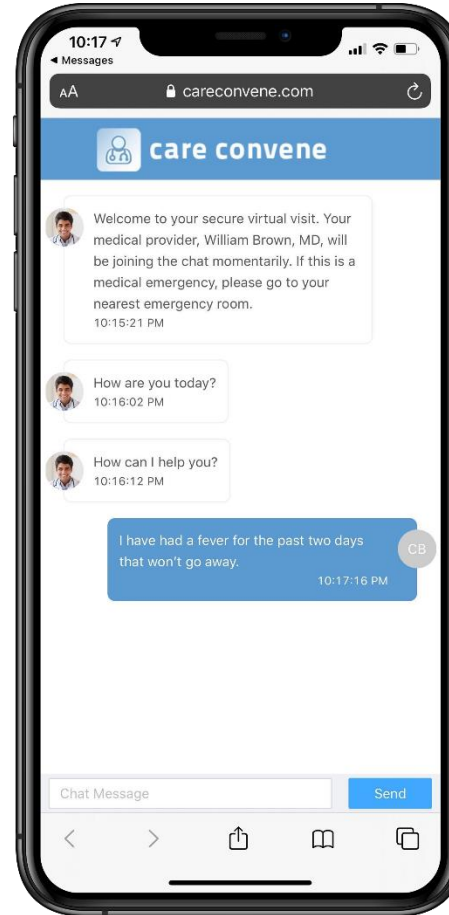 10:17
Messages
AA
careconvene.com
care convene
Welcome to your secure virtual visit. Your
medical provider, William Brown, MD, will
be joining the chat momentarily. If this is a
medical emergency, please go to your
nearest emergency room.
10:15:21 PM
How are you today?
10:16:02 PM
How can I help you?
10:16:12 PM
I have had a fever for the past two days
that won't go away.
CB
10:17:16 PM
Chat Message
Send